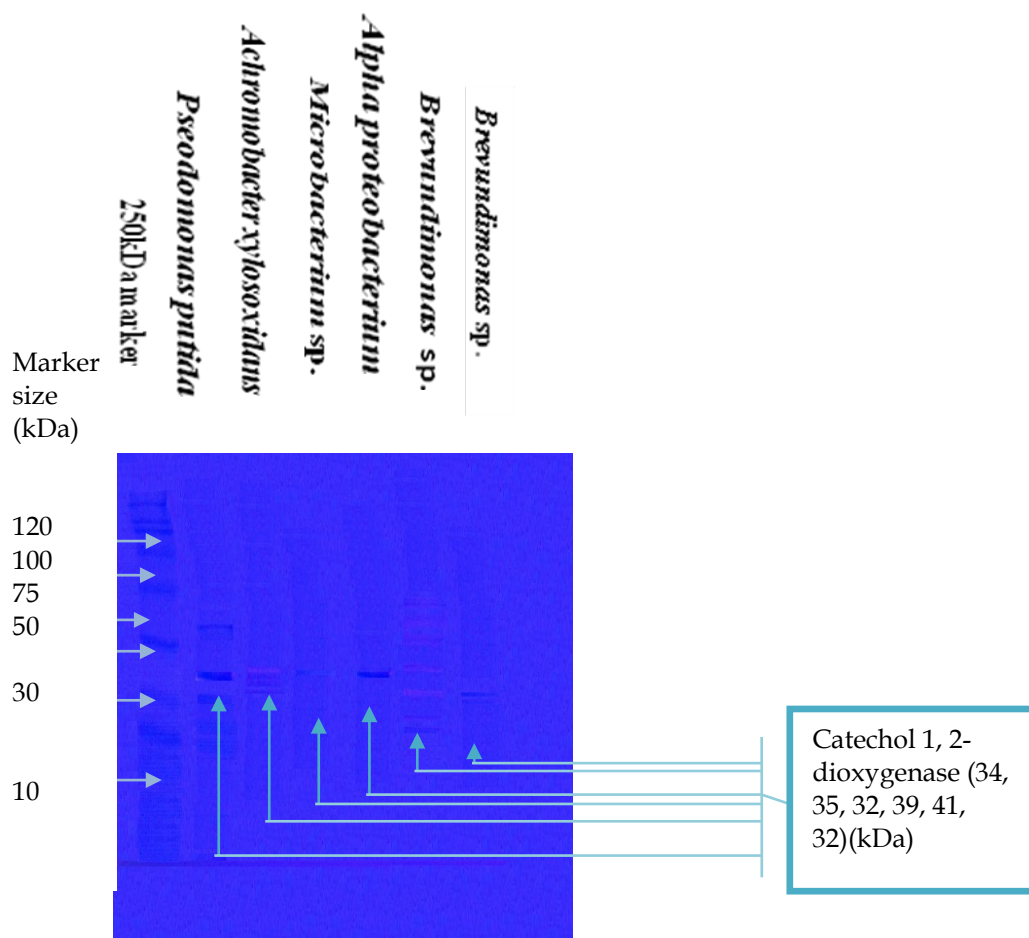 250kDa marker
Pseodomonas putida
Achromobacter xylosoxidans
Microbacterium sp.
Alpha proteobacterium
Brevundimonas sp.
Brevundimonas sp.
Marker
size
(kDa)
120
100
75
50
30
10
Catechol 1, 2-
dioxygenase (34,
35, 32, 39, 41,
32)(kDa)